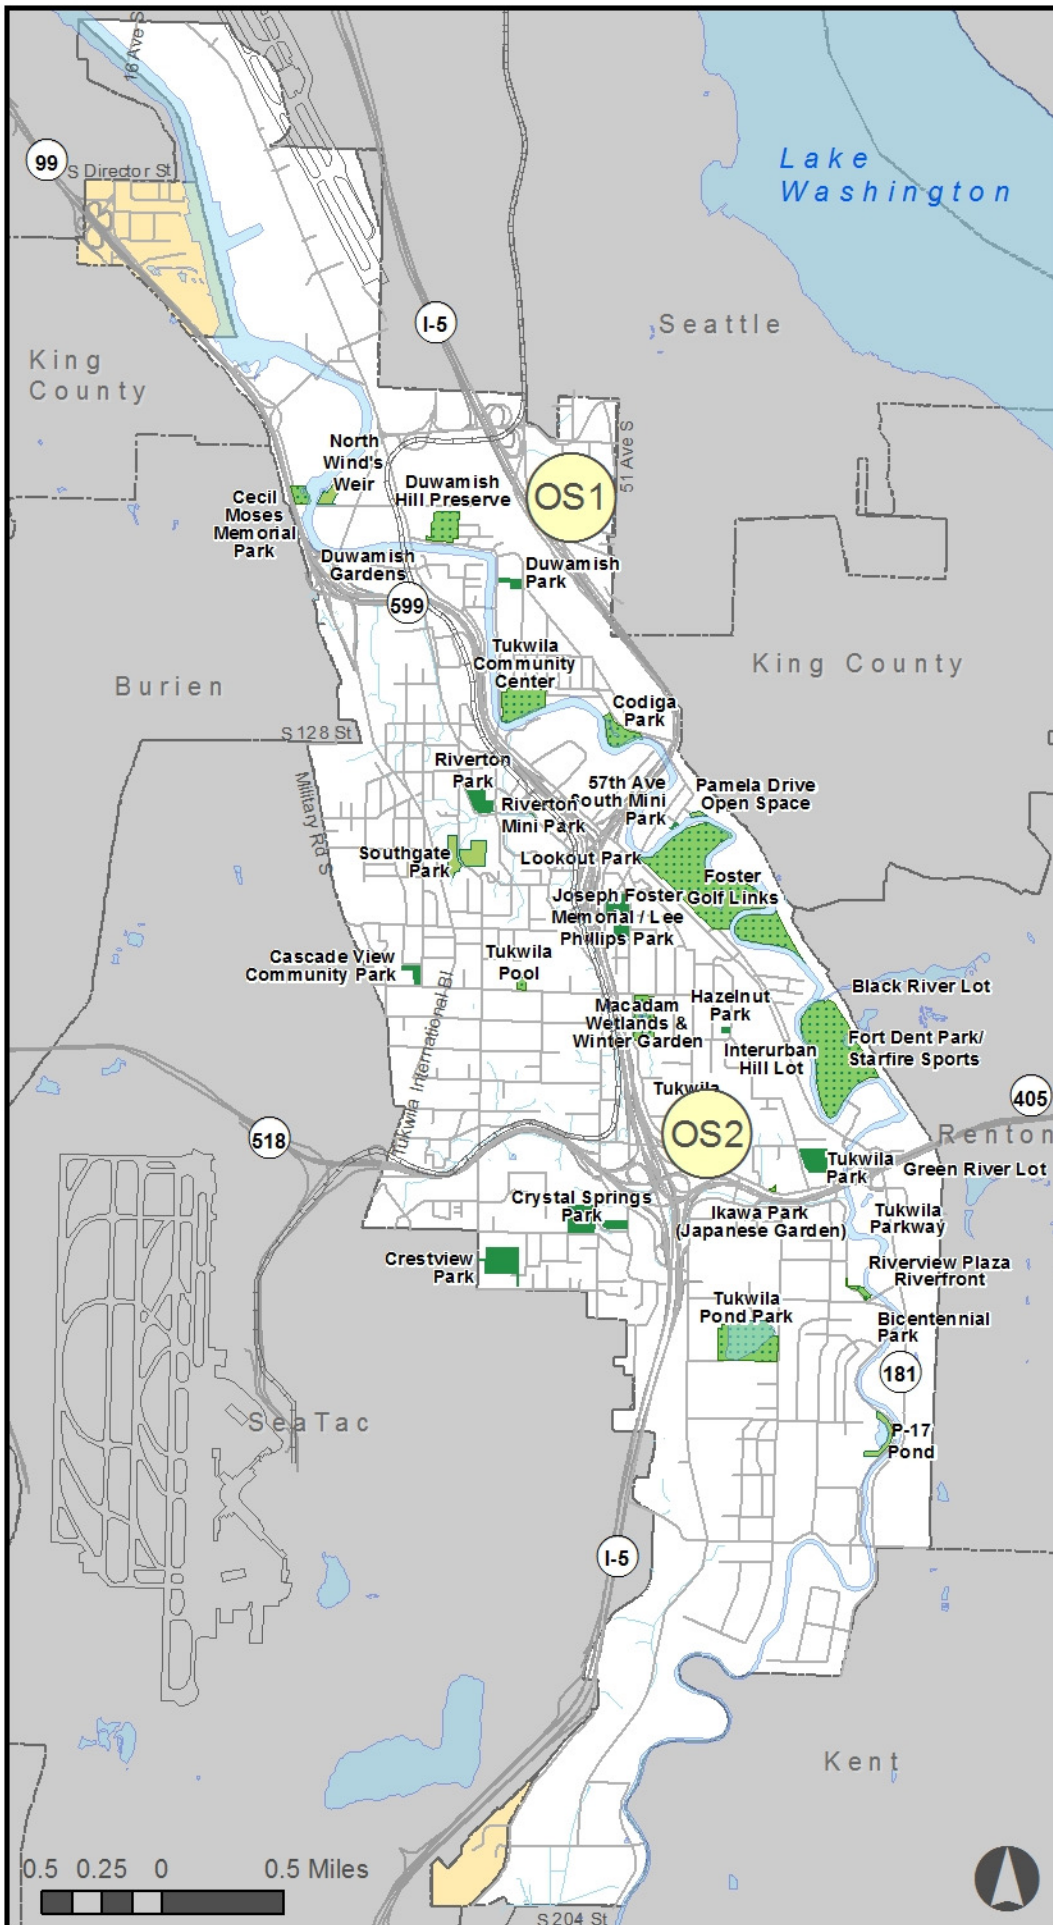 16 Ave S
99
S Director St
Lake
Washington
I-5
Seattle
King
County
51 Ave S
North
Wind's
Weir
Duwamish
Hill Preserve
OS1
Cecil
Moses
Memorial
Park
Duwamish
Gardens
Duwamish
Park
599
Tukwila
Community
Center
King County
Burien
Codiga
Park
S 128 St
Riverton
Park
57th Ave
South Mini
Park
Pamela Drive
Open Space
Military Rd S
Riverton
Mini Park
Southgate
Park
Lookout Park
Foster
Golf Links
Joseph Foster
Memorial / Lee
Phillips Park
Cascade View
Community Park
Tukwila
Pool
Tukwila International Bl
Black River Lot
Hazelnut
Park
Macadam
Wetlands &
Winter Garden
Fort Dent Park/
Starfire Sports
Interurban
Hill Lot
Tukwila
OS2
405
518
Renton
Tukwila
Park
Green River Lot
Crystal Springs
Park
Ikawa Park
(Japanese Garden)
Tukwila
Parkway
Crestview
Park
Riverview Plaza
Riverfront
Tukwila
Pond Park
Bicentennial
Park
181
SeaTac
P-17
Pond
I-5
Kent
0.5 0.25 0 0.5 Miles
S 204 St